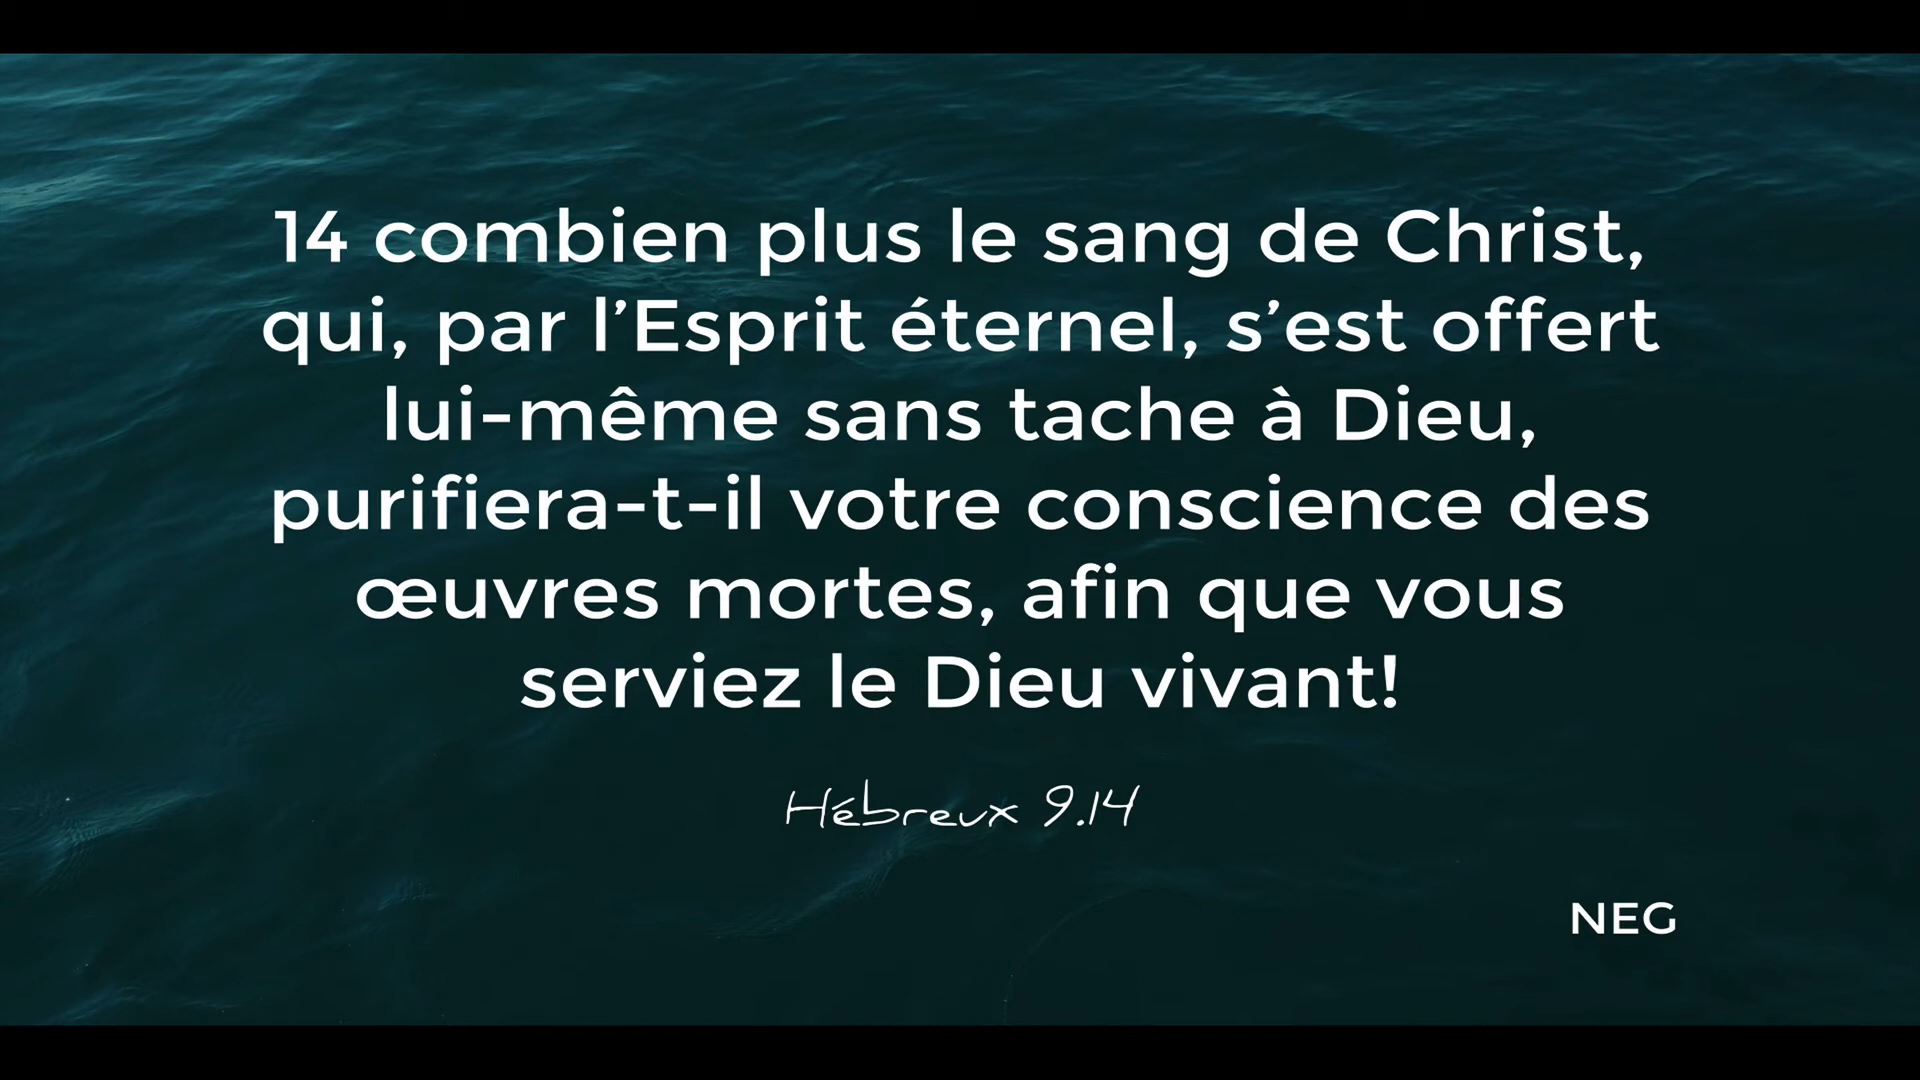 14 combien plus le sang de Christ,
qui, par l’Esprit éternel, s’est offert
lui-même sans tache à Dieu,
purifiera-t-il votre conscience des
œuvres mortes, afin que vous
serviez le Dieu vivant!
Hébreux 9.14
NEG